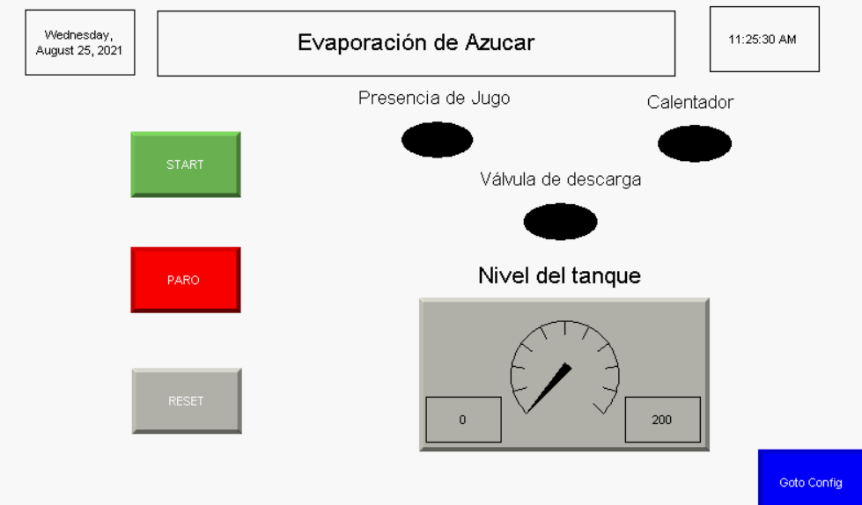 Wednesday,
August 25, 2021
Evaporación de Azucar
11:25:30 AM
Presencia de Jugo
Calentador
START
Válvula de descarga
PARO
Nivel del tanque
RESET
0
200
Goto Config